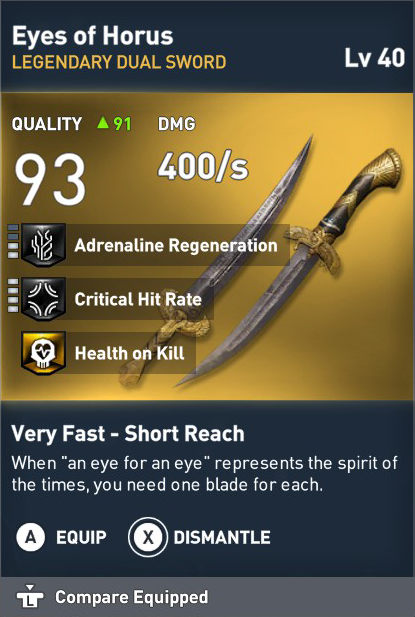 Eyes of Horus
LEGENDARY DUAL SWORD
Lv 40
QUALITY ▲91 DMG
93 400/s
Adrenaline Regeneration
Critical Hit Rate
Health on Kill
Very Fast - Short Reach
When "an eye for an eye" represents the spirit of
the times, you need one blade for each.
A EQUIP X DISMANTLE
L Compare Equipped